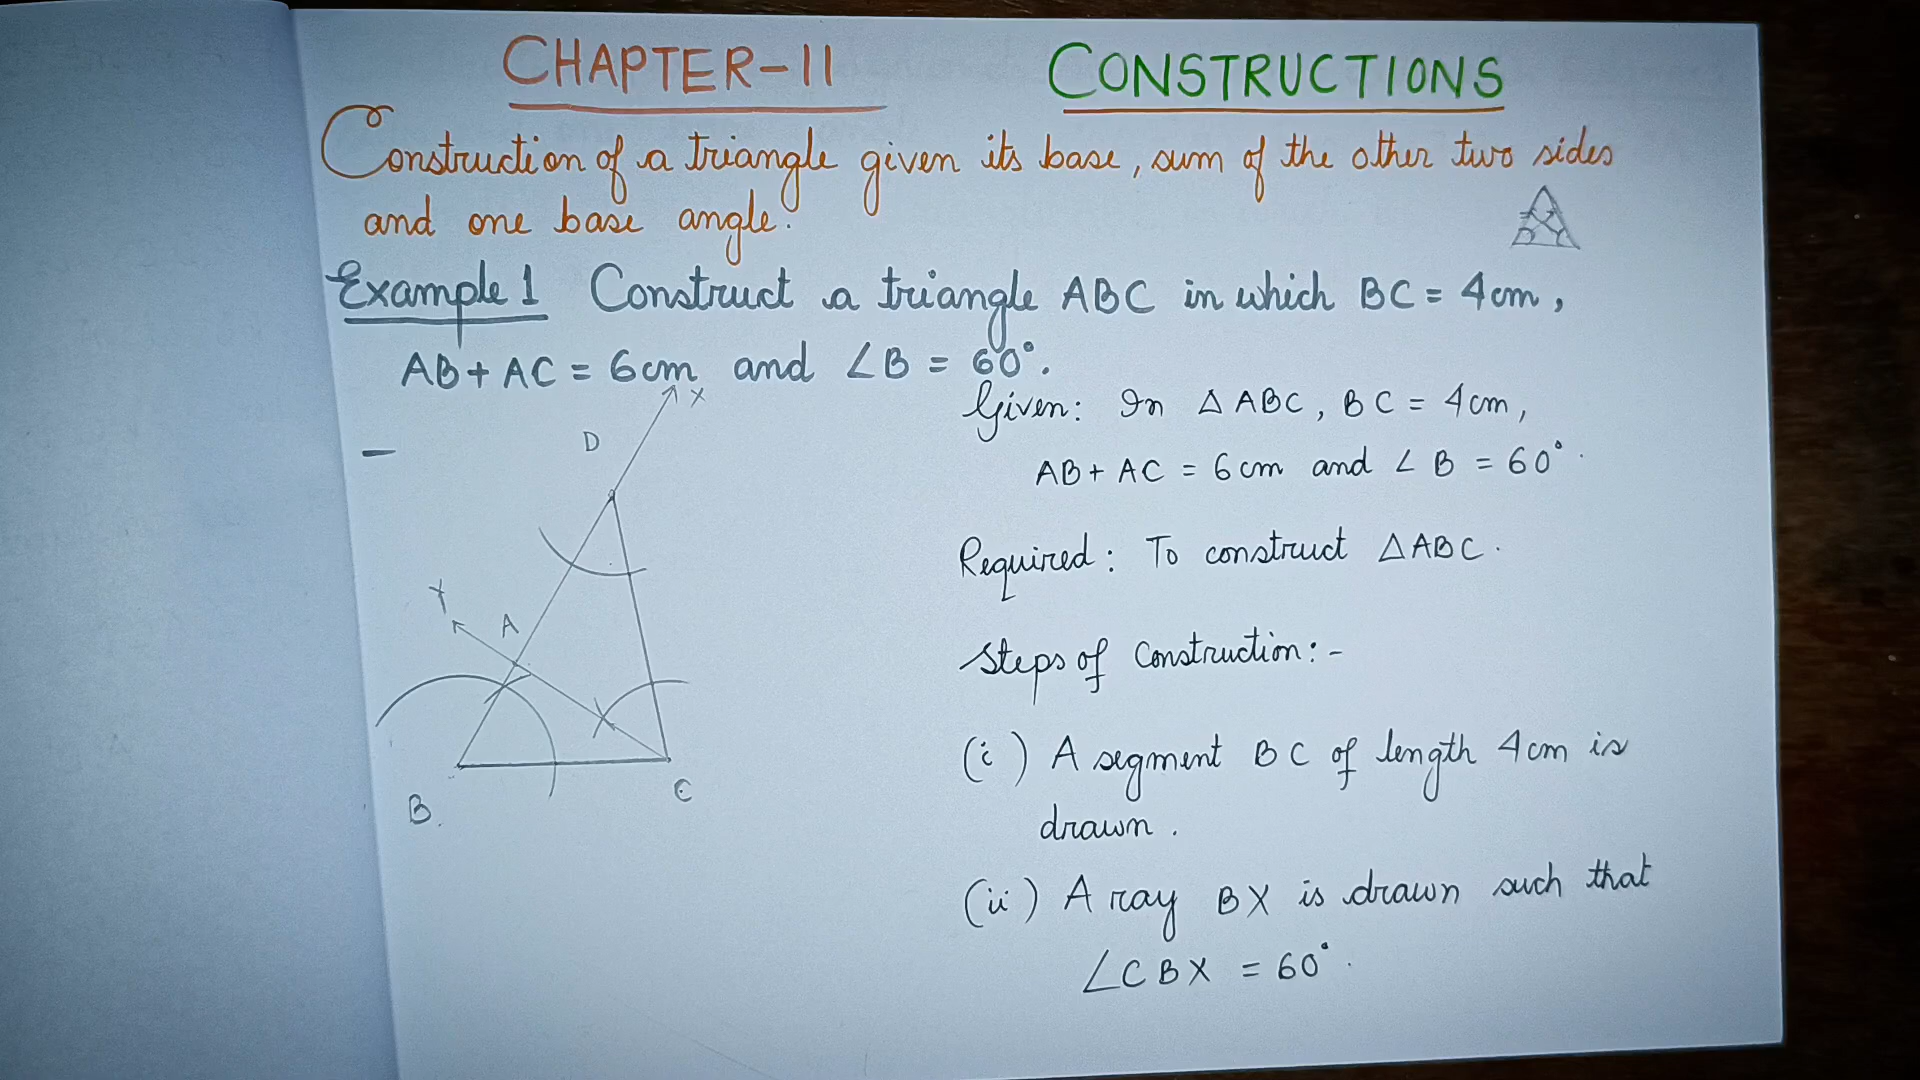 CHAPTER-11 CONSTRUCTIONS
Construction of a triangle given its base, sum of the other two sides
and one base angle.
Example 1 Construct a triangle ABC in which BC = 4cm,
AB+ AC = 6cm and ∠B = 60°.
X
D
Y
A
B.
C
Given: In △ ABC, BC = 4cm,
AB+ AC = 6cm and ∠ B = 60°.
Required: To construct △ABC.
Steps of Construction:-
(i) A segment BC of length 4cm is
drawn.
(ii) A ray BX is drawn such that
∠CBX = 60°.